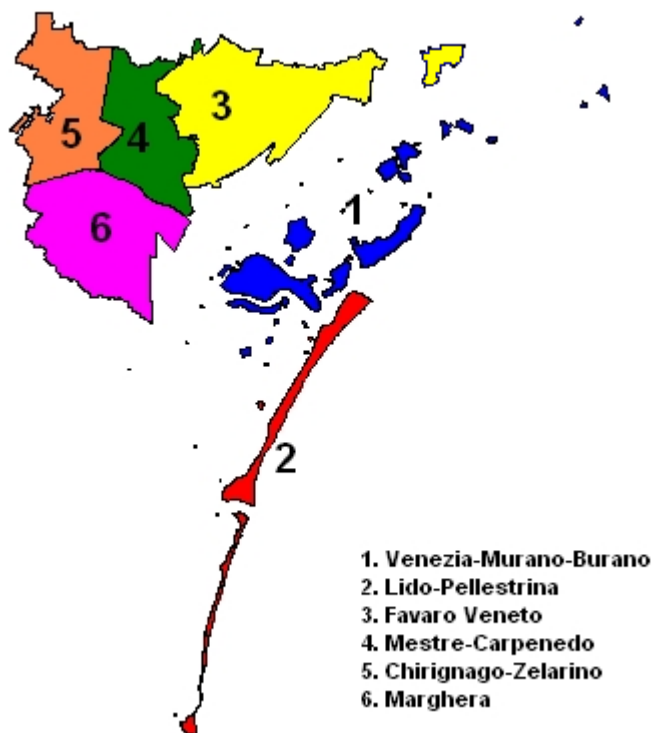 3
5
4
1
6
2
1. Venezia-Murano-Burano
2. Lido-Pellestrina
3. Favaro Veneto
4. Mestre-Carpenedo
5. Chirignago-Zelarino
6. Marghera